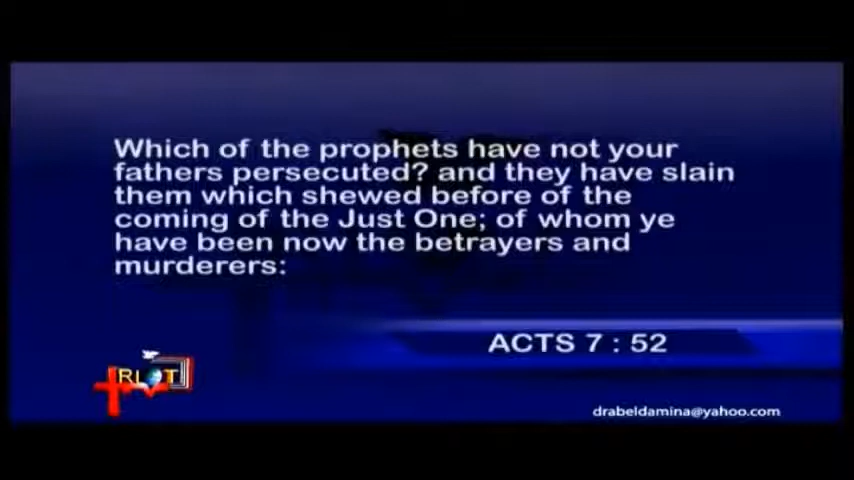 Which of the prophets have not your
fathers persecuted? and they have slain
them which shewed before of the
coming of the Just One; of whom ye
have been now the betrayers and
murderers:
ACTS 7 : 52
RIOT
drabeldamina@yahoo.com